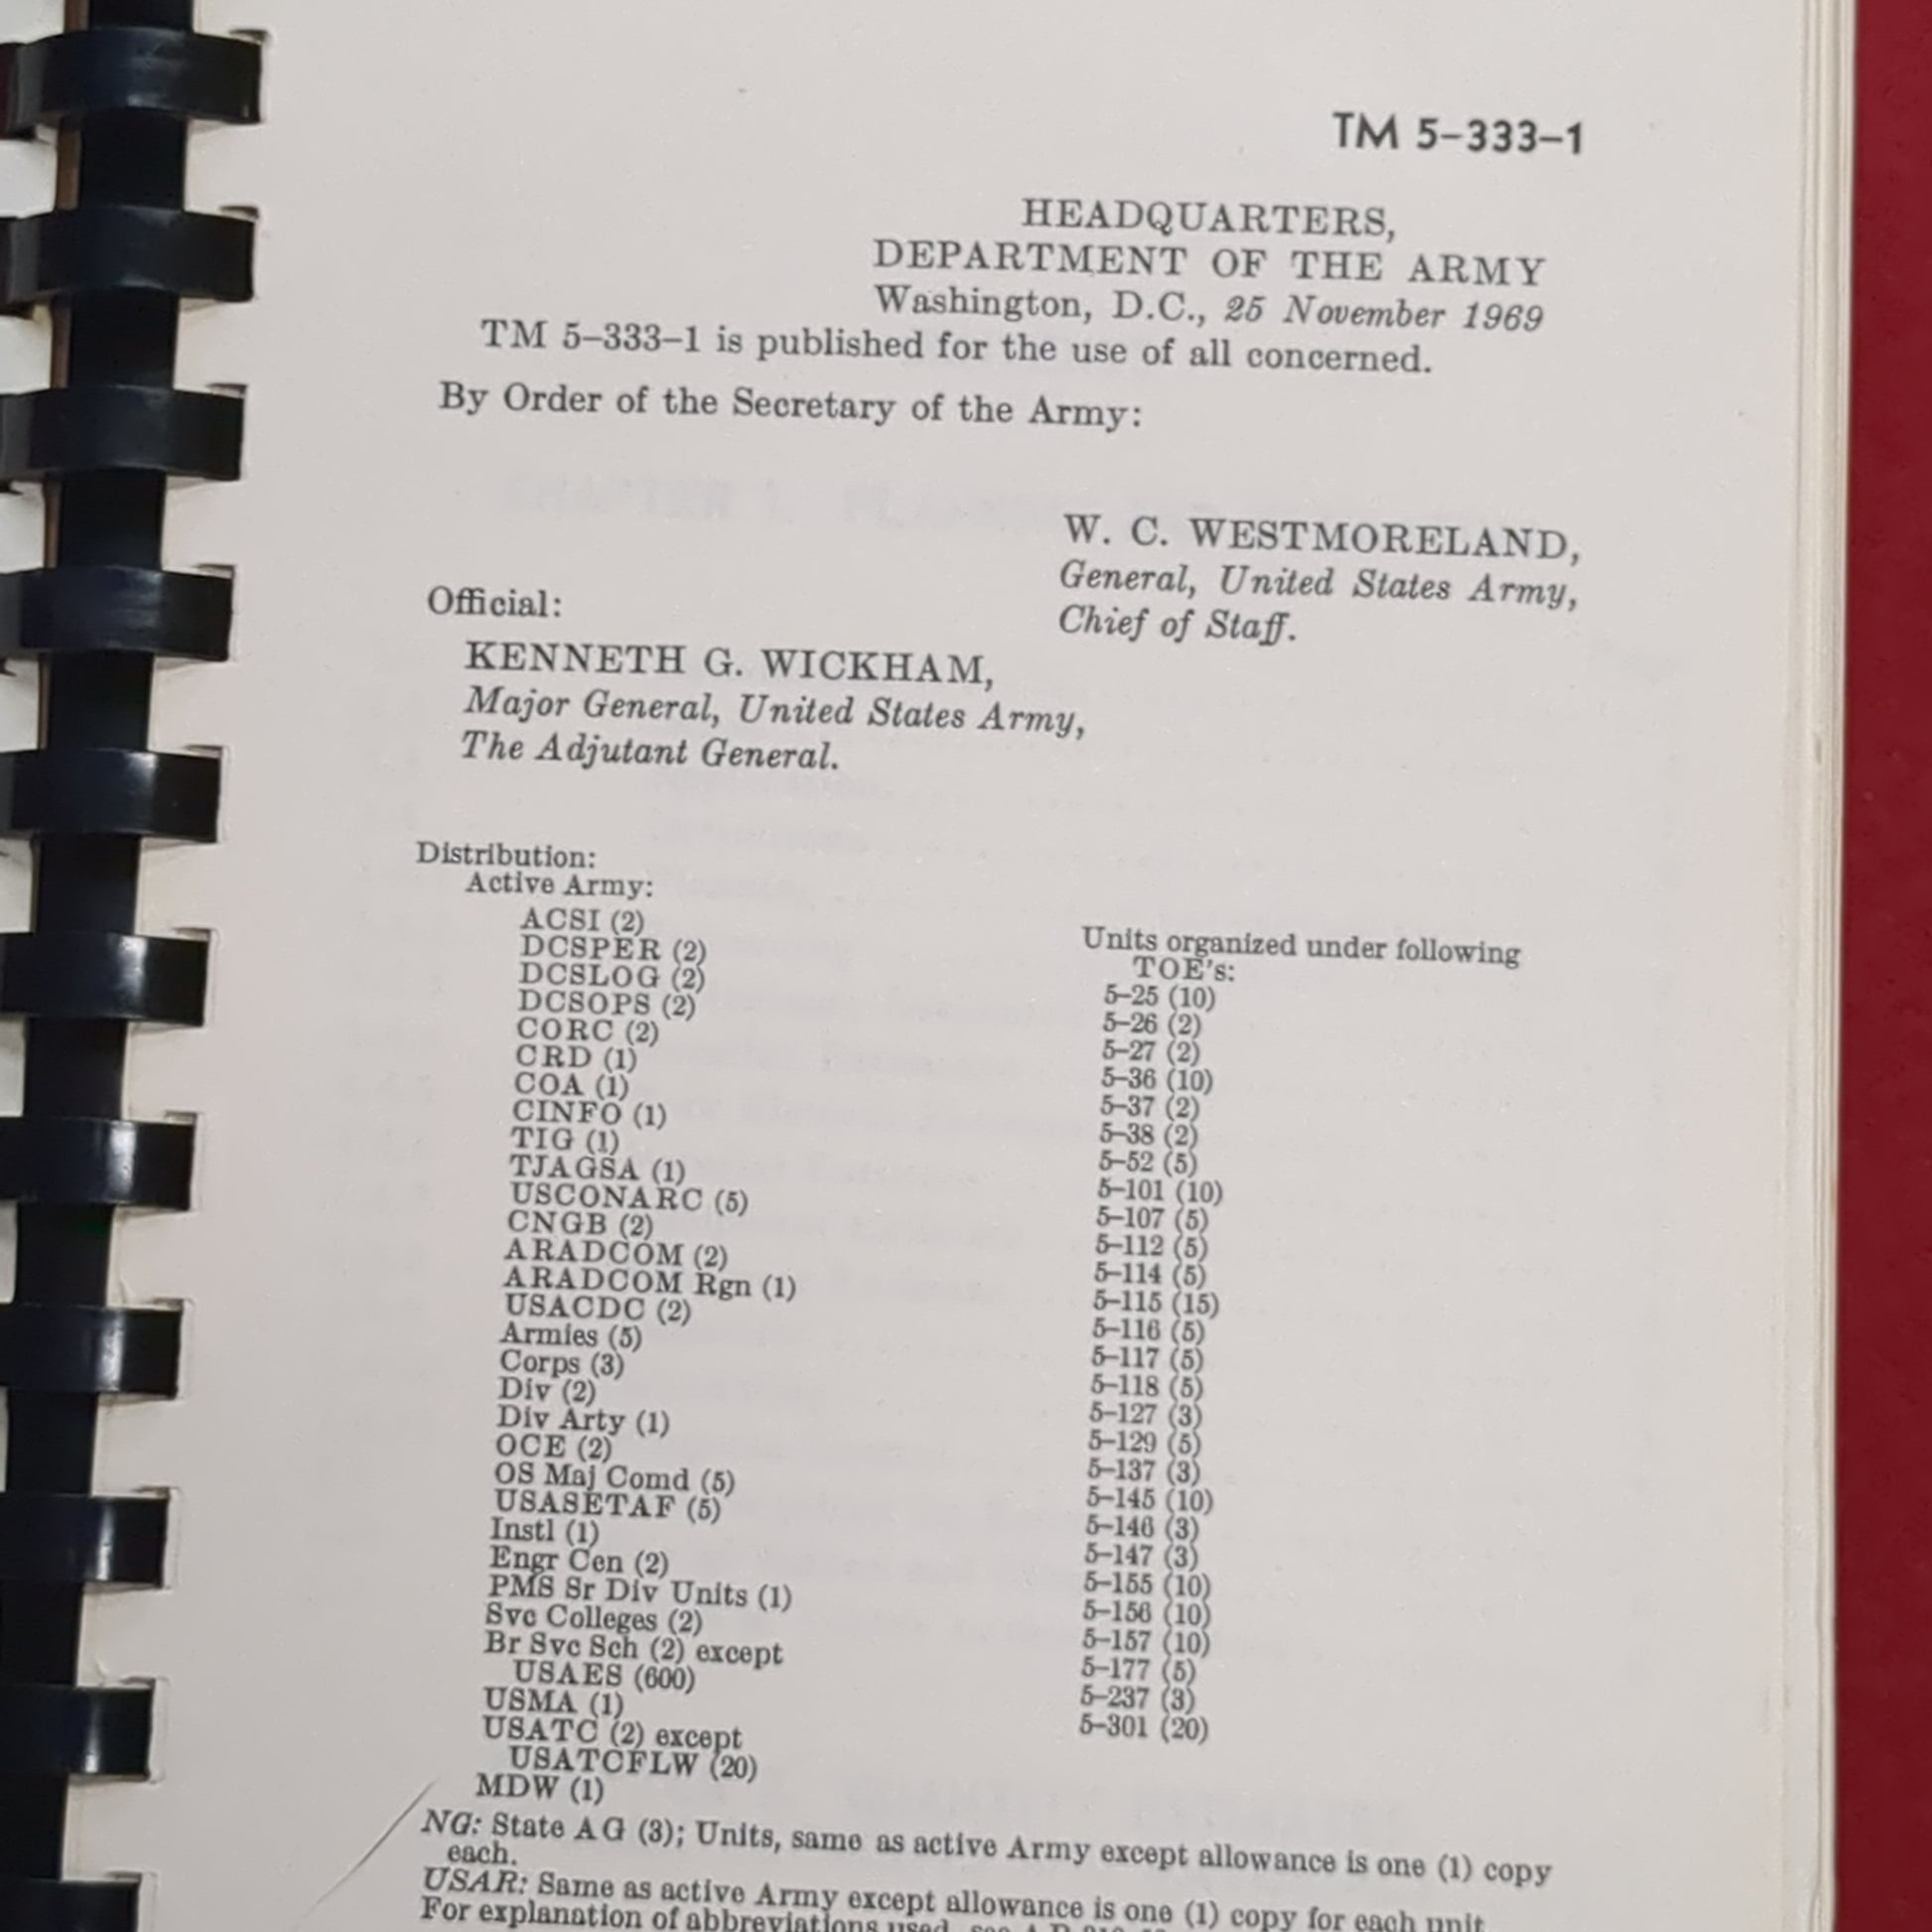 TM 5-333-1
HEADQUARTERS,
DEPARTMENT OF THE ARMY
Washington, D.C., 25 November 1969
TM 5-333-1 is published for the use of all concerned.
By Order of the Secretary of the Army:
W. C. WESTMORELAND,
General, United States Army,
Chief of Staff.
Official:
KENNETH G. WICKHAM,
Major General, United States Army,
The Adjutant General.
Distribution:
Active Army:
ACSI (2)
DCSPER (2)
DCSLOG (2)
DCSOPS (2)
CORC (2)
CRD (1)
COA (1)
CINFO (1)
TIG (1)
TJAGSA (1)
USCONARC (5)
CNGB (2)
ARADCOM (2)
ARADCOM Rgn (1)
USACDC (2)
Armies (5)
Corps (3)
Div (2)
Div Arty (1)
OCE (2)
OS Maj Comd (5)
USASETAF (5)
Instl (1)
Engr Cen (2)
PMS Sr Div Units (1)
Svc Colleges (2)
Br Svc Sch (2) except
USAES (600)
USMA (1)
USATC (2) except
USATCFLW (20)
MDW (1)
Units organized under following
TOE's:
5-25 (10)
5-26 (2)
5-27 (2)
5-36 (10)
5-37 (2)
5-38 (2)
5-52 (5)
5-101 (10)
5-107 (5)
5-112 (5)
5-114 (5)
5-115 (15)
5-116 (5)
5-117 (5)
5-118 (5)
5-127 (3)
5-129 (5)
5-137 (3)
5-145 (10)
5-146 (3)
5-147 (3)
5-155 (10)
5-156 (10)
5-157 (10)
5-177 (5)
5-237 (3)
5-301 (20)
NG: State AG (3); Units, same as active Army except allowance is one (1) copy
each.
USAR: Same as active Army except allowance is one (1) copy for each unit
For explanation of abbreviations used, see